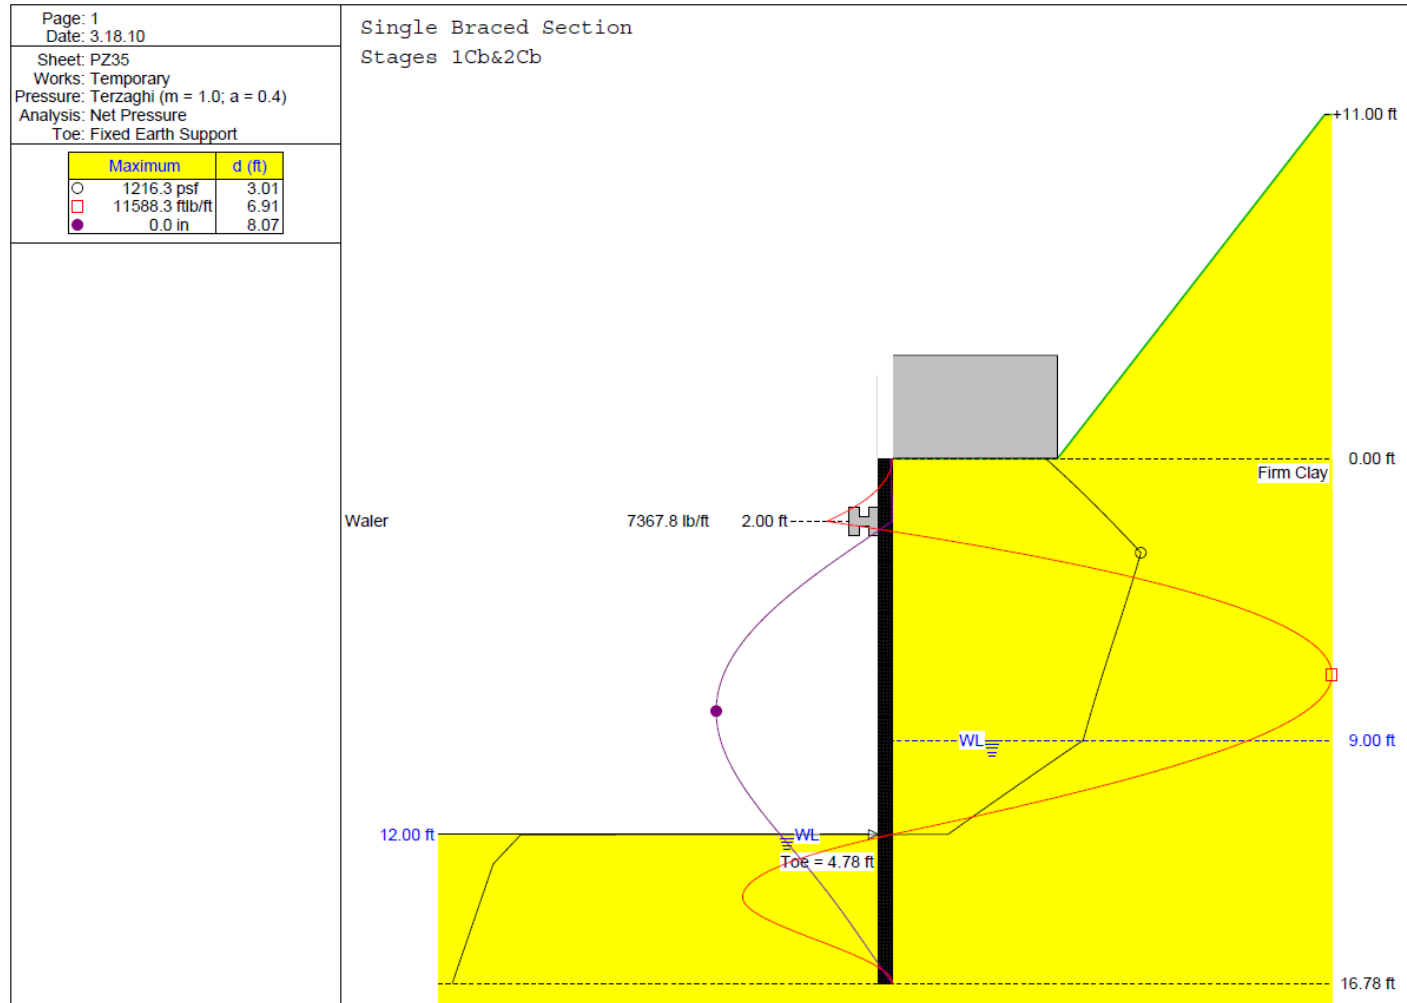 Page: 1
Date: 3.18.10
Sheet: PZ35
Works: Temporary
Pressure: Terzaghi (m = 1.0; a = 0.4)
Analysis: Net Pressure
Toe: Fixed Earth Support
Maximum d (ft)
1216.3 psf 3.01
11588.3 ftlb/ft 6.91
0.0 in 8.07
Single Braced Section
Stages 1Cb&2Cb
+11.00 ft
0.00 ft
Firm Clay
Waler 7367.8 lb/ft 2.00 ft
WL 9.00 ft
12.00 ft WL
Toe = 4.78 ft
16.78 ft